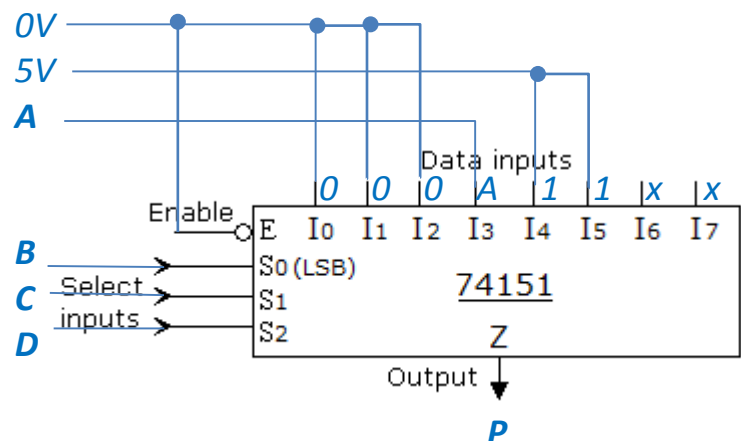 0V
5V
A
Data inputs
0 0 0 A 1 1 x x
Enable
E I0 I1 I2 I3 I4 I5 I6 I7
B
S0 (LSB)
Select
74151
C
S1
inputs
D
S2
Z
Output
P